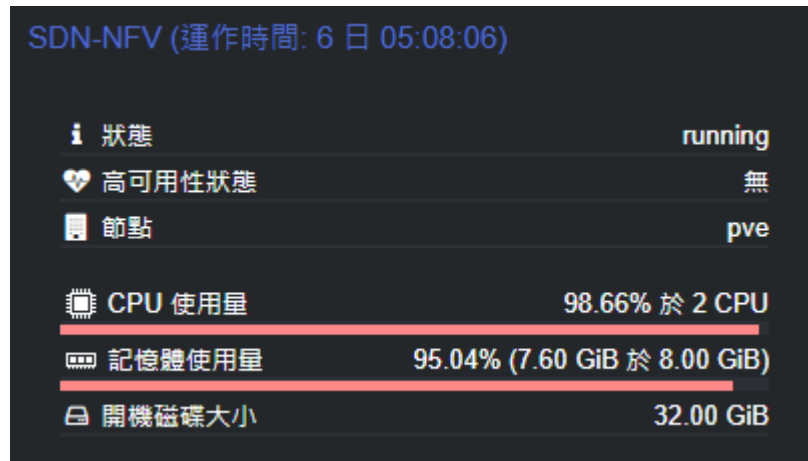 SDN-NFV (運作時間: 6 日 05:08:06)
狀態 running
高可用性狀態 無
節點 pve
CPU 使用量 98.66% 於 2 CPU
記憶體使用量 95.04% (7.60 GiB 於 8.00 GiB)
開機磁碟大小 32.00 GiB